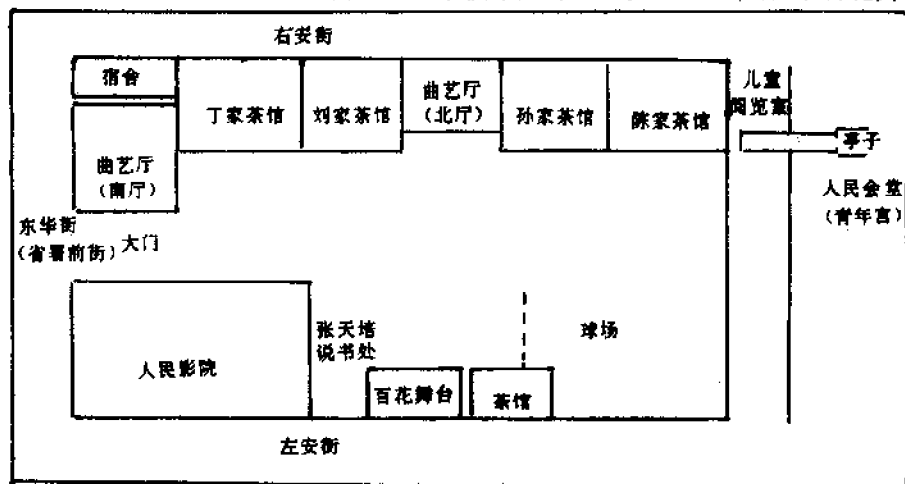 右安街
宿舍
丁家茶馆
刘家茶馆
曲艺厅
（北厅）
孙家茶馆
陈家茶馆
儿童
阅览室
亭子
曲艺厅
（南厅）
人民会堂
（青年宫）
东华街
（省署前街）
大门
张天培
说书处
球场
人民影院
百花舞台
茶馆
左安街